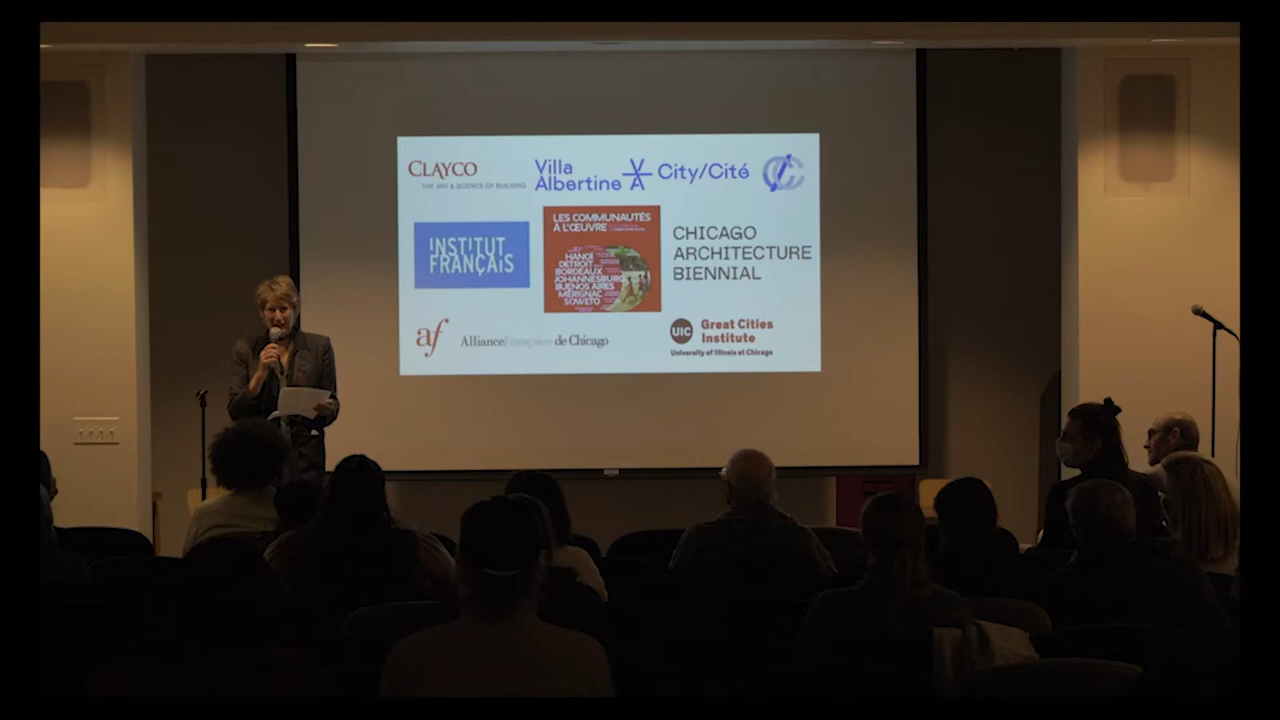 CLAYCO
THE ART & SCIENCE OF BUILDING
Villa
Albertine
VA
City/Cité
INSTITUT
FRANÇAIS
LES COMMUNAUTÉS
À L'ŒUVRE
HANOÏ
DETROIT
BORDEAUX
JOHANNESBURG
BUENOS AIRES
MÉRIGNAC
SOWETO
CHICAGO
ARCHITECTURE
BIENNIAL
af
AllianceFrançaise de Chicago
UIC
Great Cities
Institute
University of Illinois at Chicago